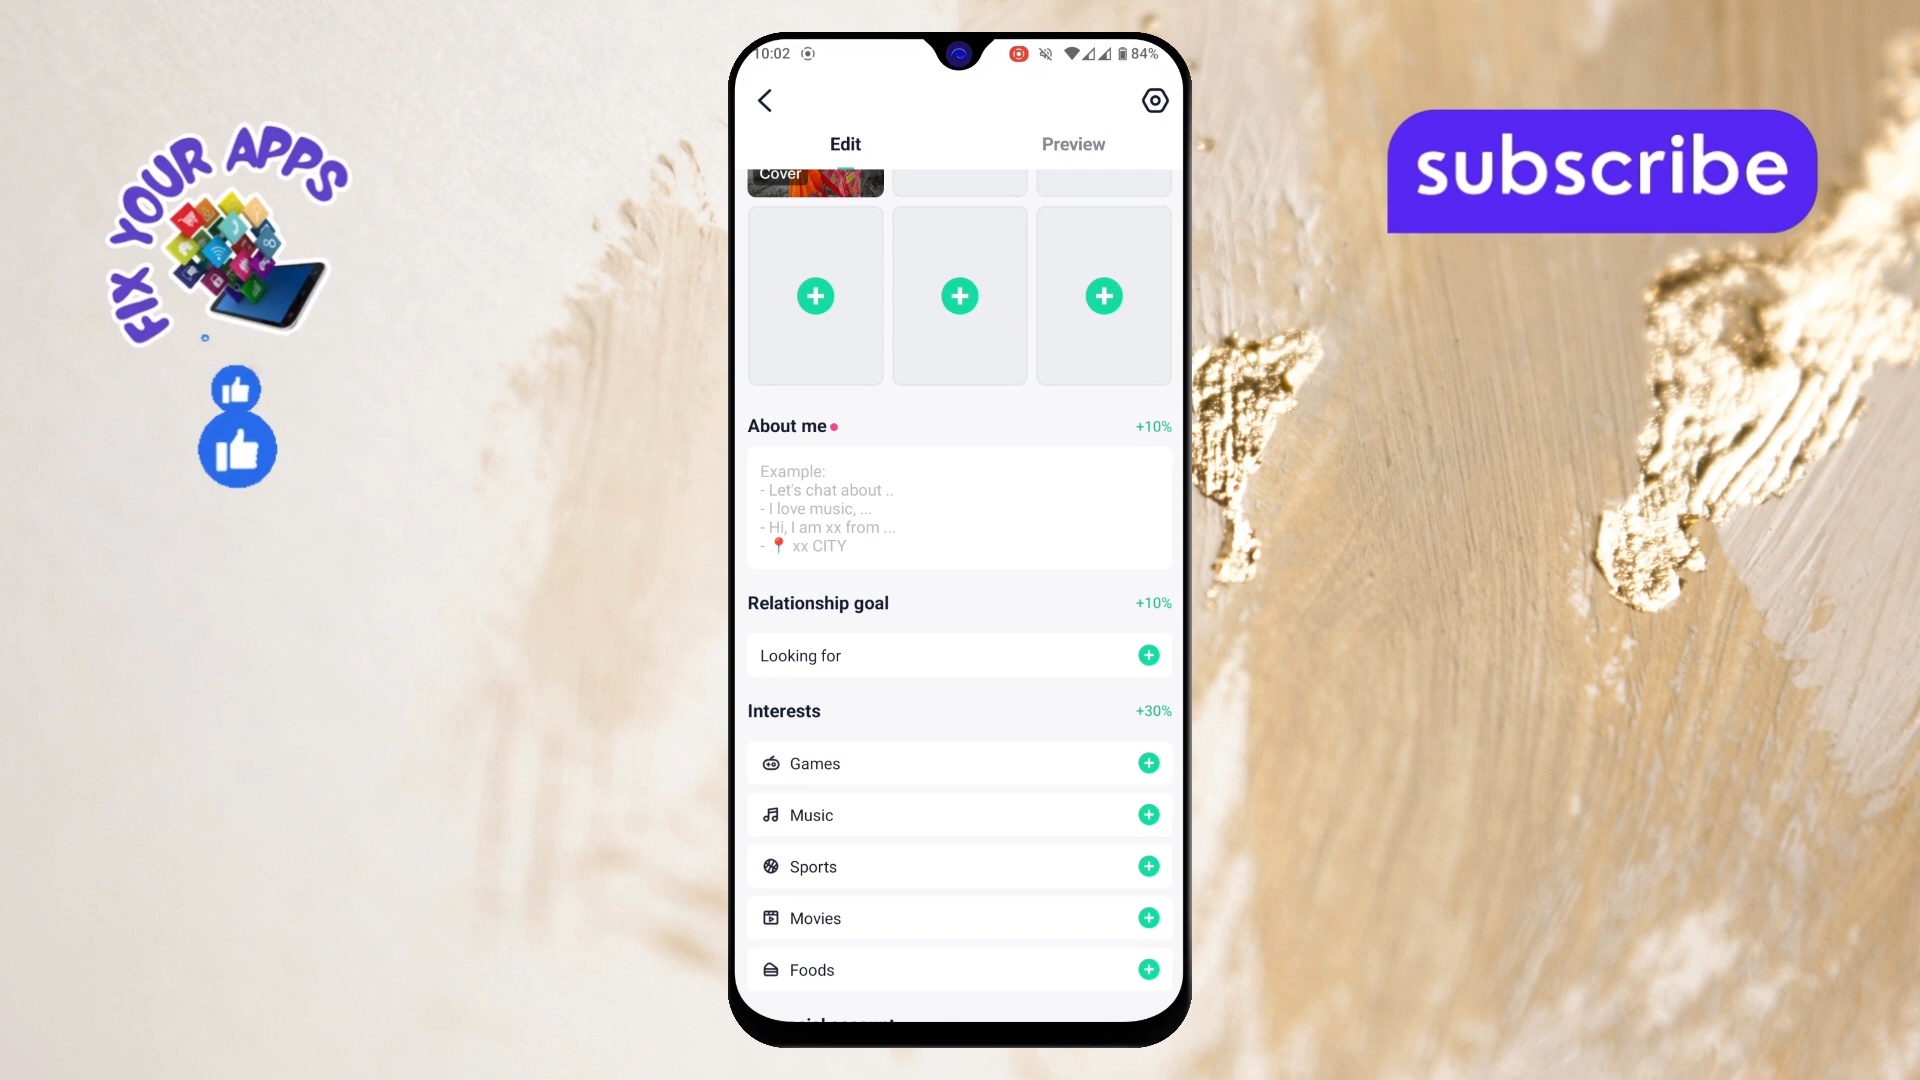 FIX YOUR APPS
subscribe
10:02
84%
Edit
Preview
Cover
About me
+10%
Example:
- Let's chat about ..
- I love music, ...
- Hi, I am xx from ...
- 📍 xx CITY
Relationship goal
+10%
Looking for
Interests
+30%
Games
Music
Sports
Movies
Foods